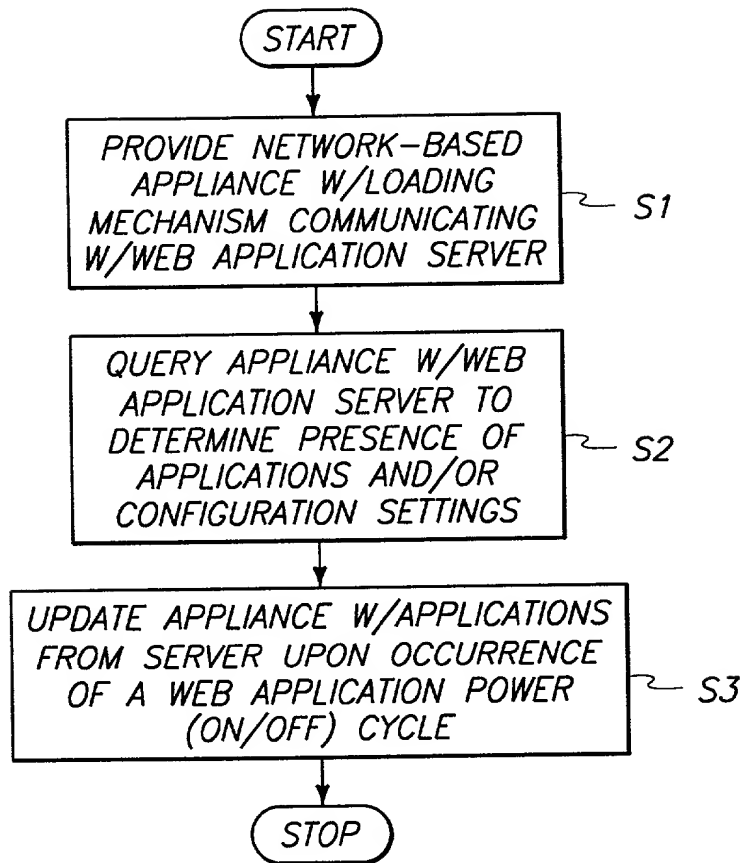 START
PROVIDE NETWORK-BASED
APPLIANCE W/LOADING
MECHANISM COMMUNICATING
W/WEB APPLICATION SERVER
S1
QUERY APPLIANCE W/WEB
APPLICATION SERVER TO
DETERMINE PRESENCE OF
APPLICATIONS AND/OR
CONFIGURATION SETTINGS
S2
UPDATE APPLIANCE W/APPLICATIONS
FROM SERVER UPON OCCURRENCE
OF A WEB APPLICATION POWER
(ON/OFF) CYCLE
S3
STOP